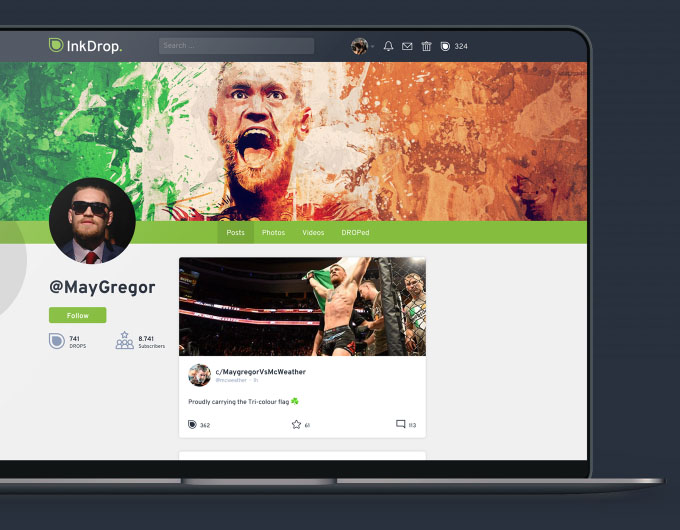 InkDrop.
Search ...
324
Posts Photos Videos DROPed
@MayGregor
Follow
741
DROPS
8,741
Subscribers
c/MaygregorVsMcWeather
@mcweather · 3h
Proudly carrying the Tri-colour flag ☘️
362 61 113